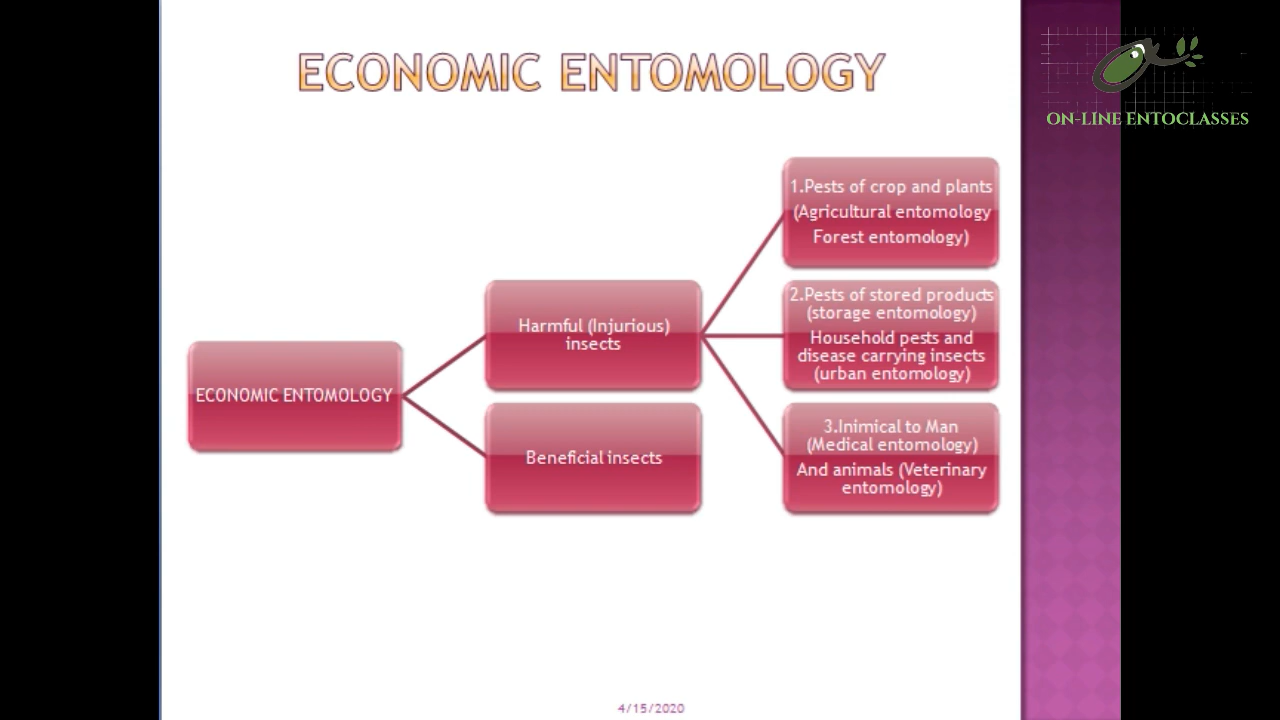 ECONOMIC ENTOMOLOGY
ON-LINE ENTOCLASSES
1.Pests of crop and plants
(Agricultural entomology
Forest entomology)
2.Pests of stored products
(storage entomology)
Household pests and
disease carrying insects
(urban entomology)
Harmful (Injurious)
insects
ECONOMIC ENTOMOLOGY
Beneficial insects
3.Inimical to Man
(Medical entomology)
And animals (Veterinary
entomology)
4/15/2020